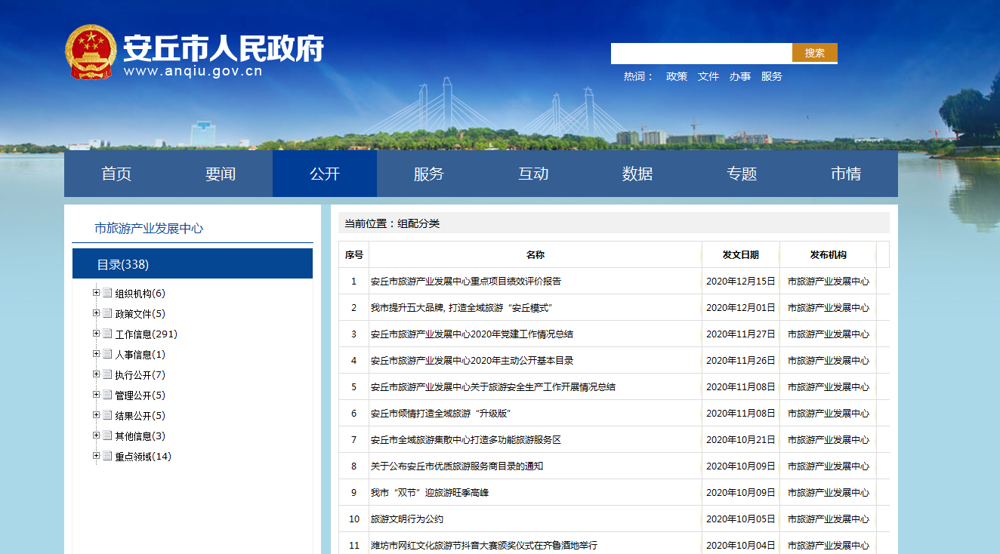 安丘市人民政府
www.anqiu.gov.cn
搜索
热词： 政策 文件 办事 服务
首页 要闻 公开 服务 互动 数据 专题 市情
市旅游产业发展中心
目录(338)
组织机构(6)
政策文件(5)
工作信息(291)
人事信息(1)
执行公开(7)
管理公开(5)
结果公开(5)
其他信息(3)
重点领域(14)
当前位置：组配分类
序号 名称 发文日期 发布机构
1 安丘市旅游产业发展中心重点项目绩效评价报告 2020年12月15日 市旅游产业发展中心
2 我市提升五大品牌, 打造全域旅游“安丘模式” 2020年12月01日 市旅游产业发展中心
3 安丘市旅游产业发展中心2020年党建工作情况总结 2020年11月27日 市旅游产业发展中心
4 安丘市旅游产业发展中心2020年主动公开基本目录 2020年11月26日 市旅游产业发展中心
5 安丘市旅游产业发展中心关于旅游安全生产工作开展情况总结 2020年11月08日 市旅游产业发展中心
6 安丘市倾情打造全域旅游“升级版” 2020年11月08日 市旅游产业发展中心
7 安丘市全域旅游集散中心打造多功能旅游服务区 2020年10月21日 市旅游产业发展中心
8 关于公布安丘市优质旅游服务商目录的通知 2020年10月09日 市旅游产业发展中心
9 我市“双节”迎旅游旺季高峰 2020年10月09日 市旅游产业发展中心
10 旅游文明行为公约 2020年10月05日 市旅游产业发展中心
11 潍坊市网红文化旅游节抖音大赛颁奖仪式在齐鲁酒地举行 2020年10月04日 市旅游产业发展中心